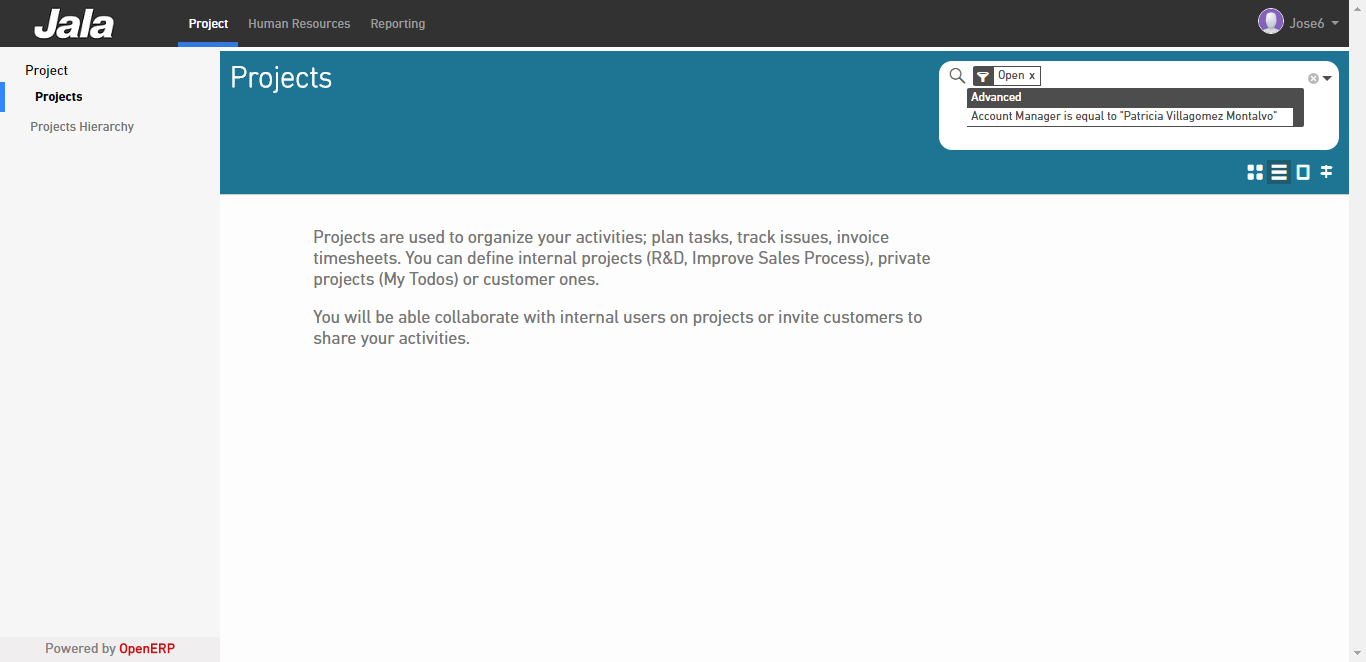 Jala
Project Human Resources Reporting Jose6
Project
Projects
Projects Hierarchy
Projects
Open x
Advanced
Account Manager is equal to "Patricia Villagomez Montalvo"
Projects are used to organize your activities; plan tasks, track issues, invoice
timesheets. You can define internal projects (R&D, Improve Sales Process), private
projects (My Todos) or customer ones.
You will be able collaborate with internal users on projects or invite customers to
share your activities.
Powered by OpenERP